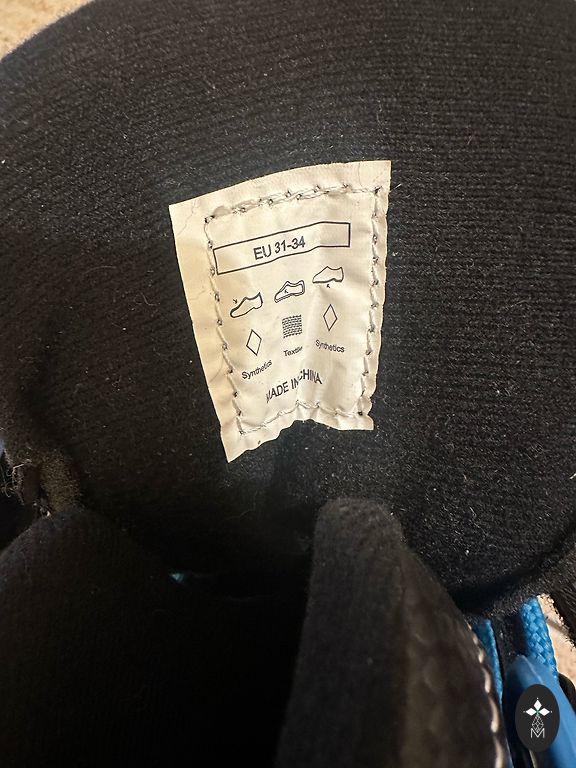 EU 31-34
Synthetics Textile Synthetics
MADE IN CHINA
M